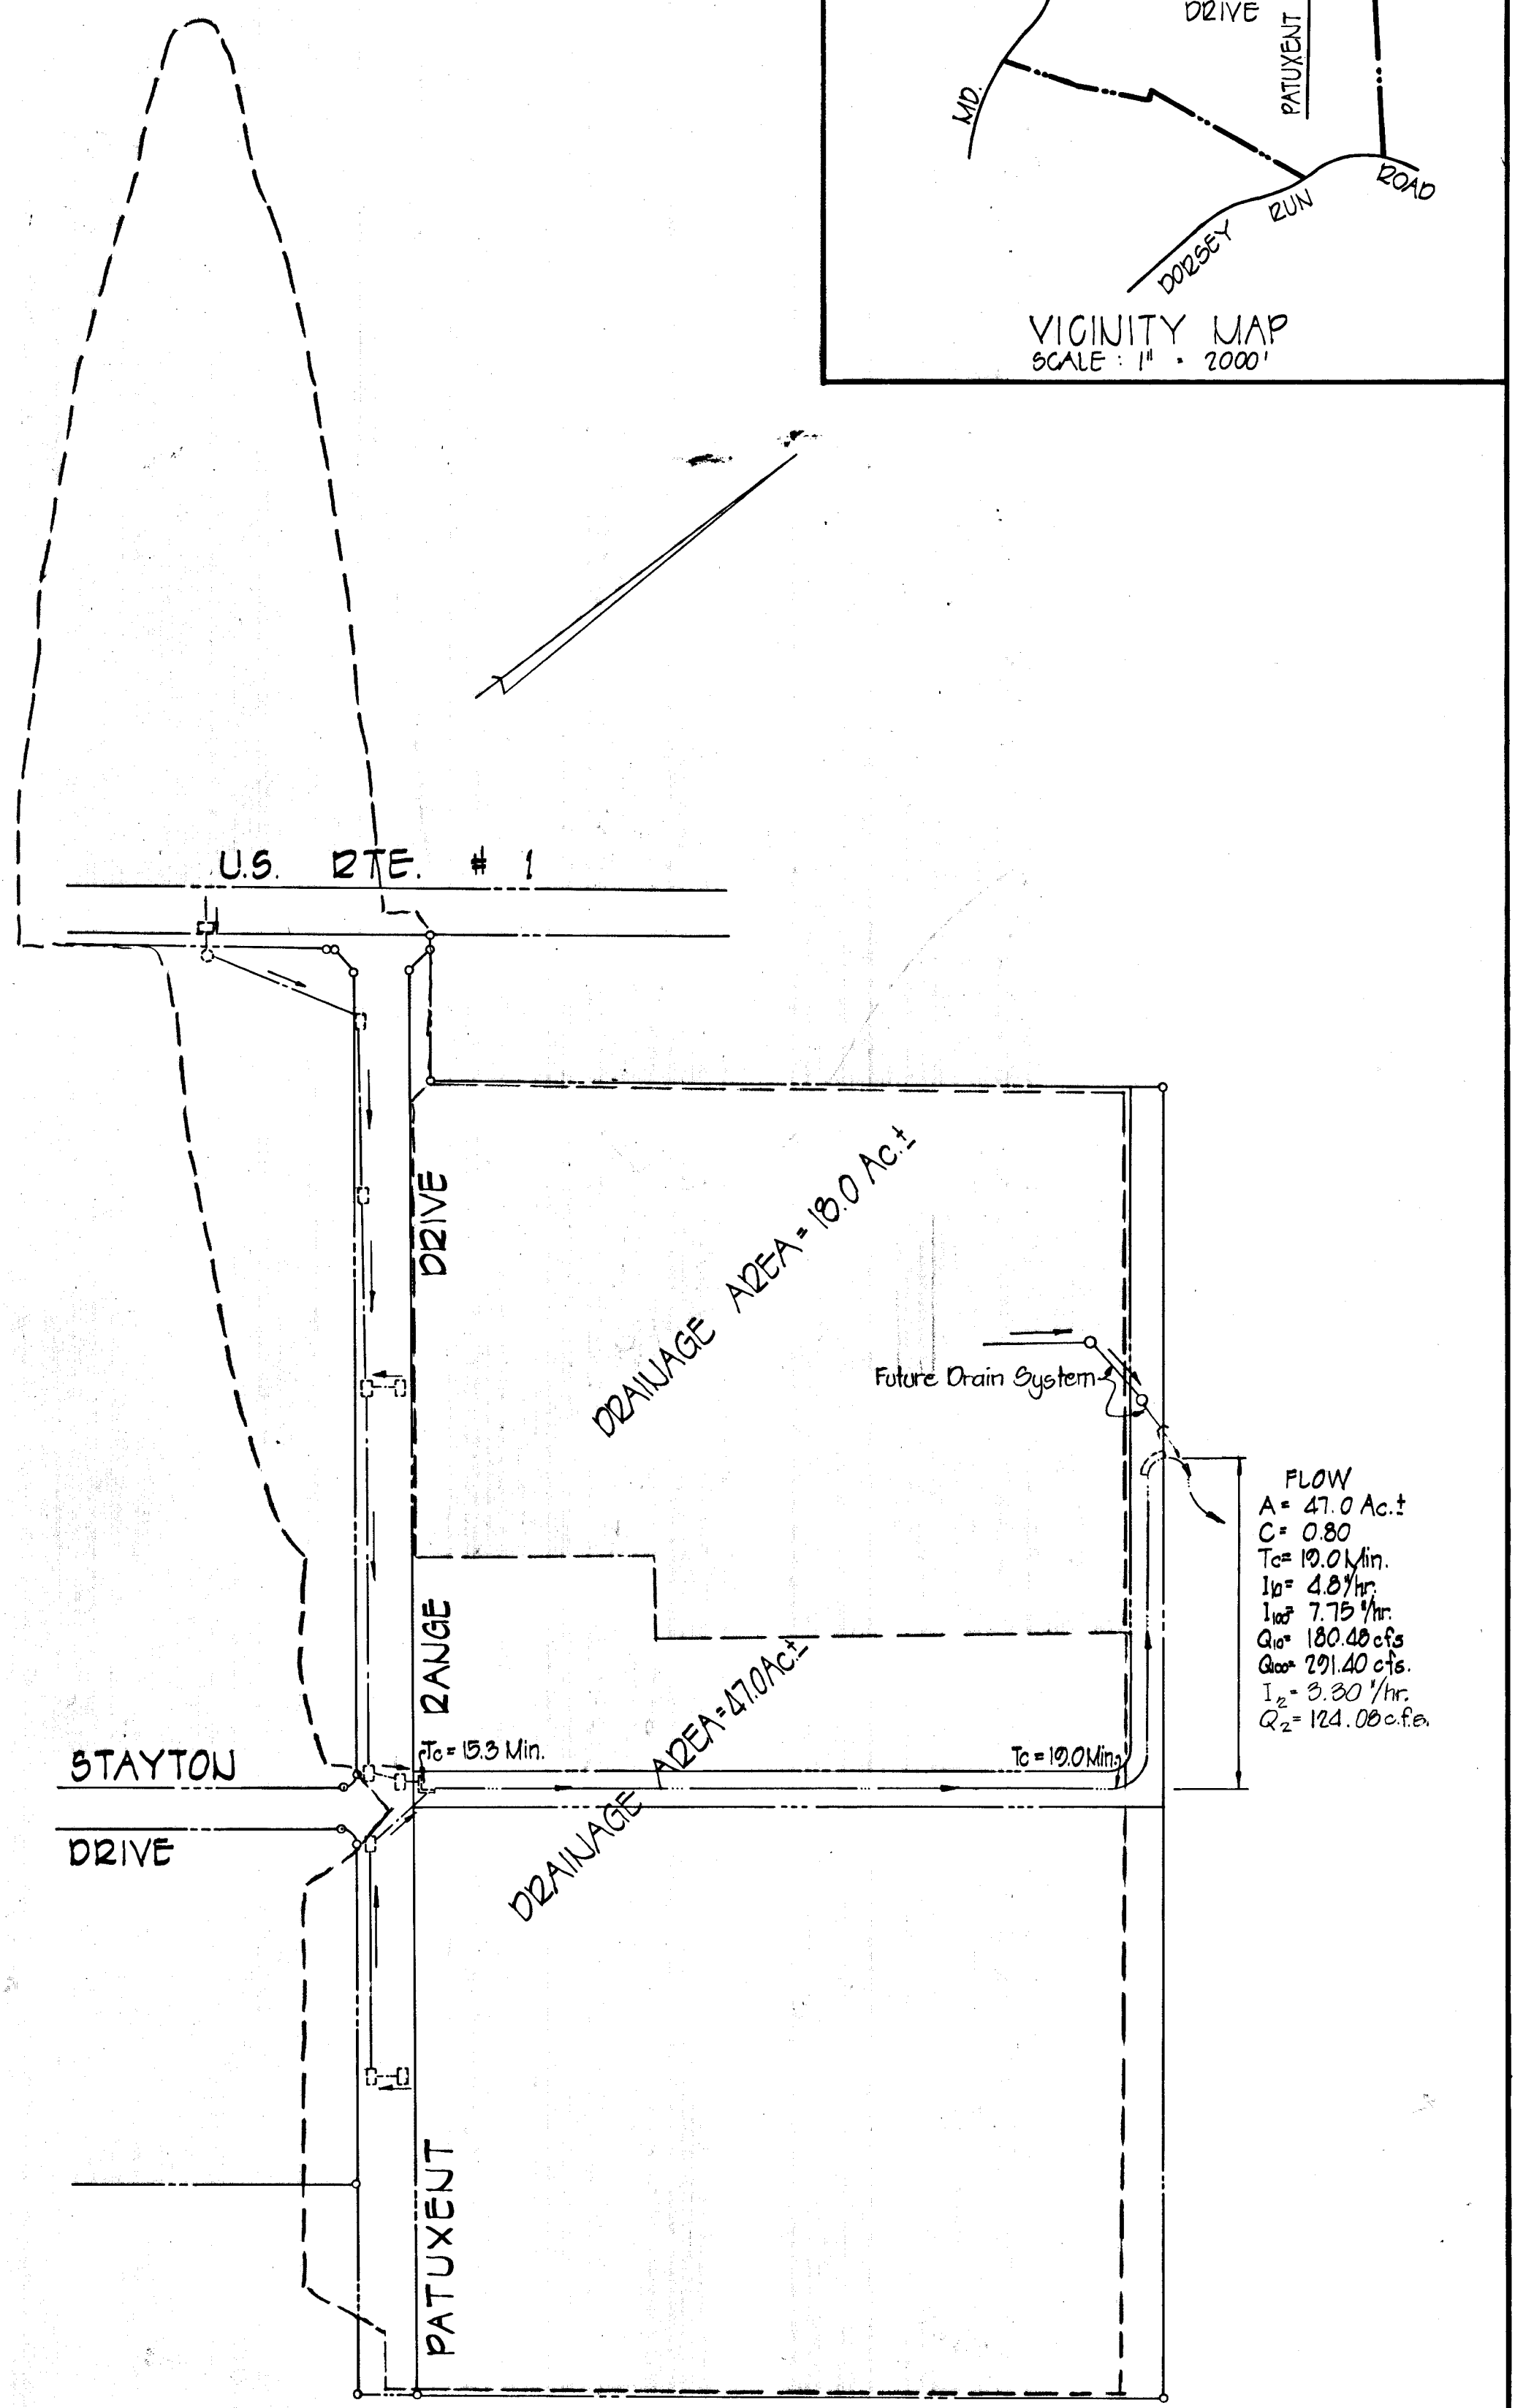 DRIVE
PATUXENT
MD.
DORSEY RUN ROAD
VICINITY MAP
SCALE : 1" = 2000'
U.S. RTE. # 1
DRIVE
DRAINAGE AREA = 18.0 Ac.±
Future Drain System
FLOW
A = 47.0 Ac.±
C = 0.80
Tc = 19.0 Min.
I10 = 4.8"/hr.
I100 = 7.75"/hr.
Q10 = 180.48 cfs
Q100 = 291.40 cfs.
I2 = 3.30"/hr.
Q2 = 124.08 c.f.s.
RANGE
Tc = 15.3 Min.
Tc = 19.0 Min.
DRAINAGE AREA = 47.0 Ac.±
STAYTON
DRIVE
PATUXENT